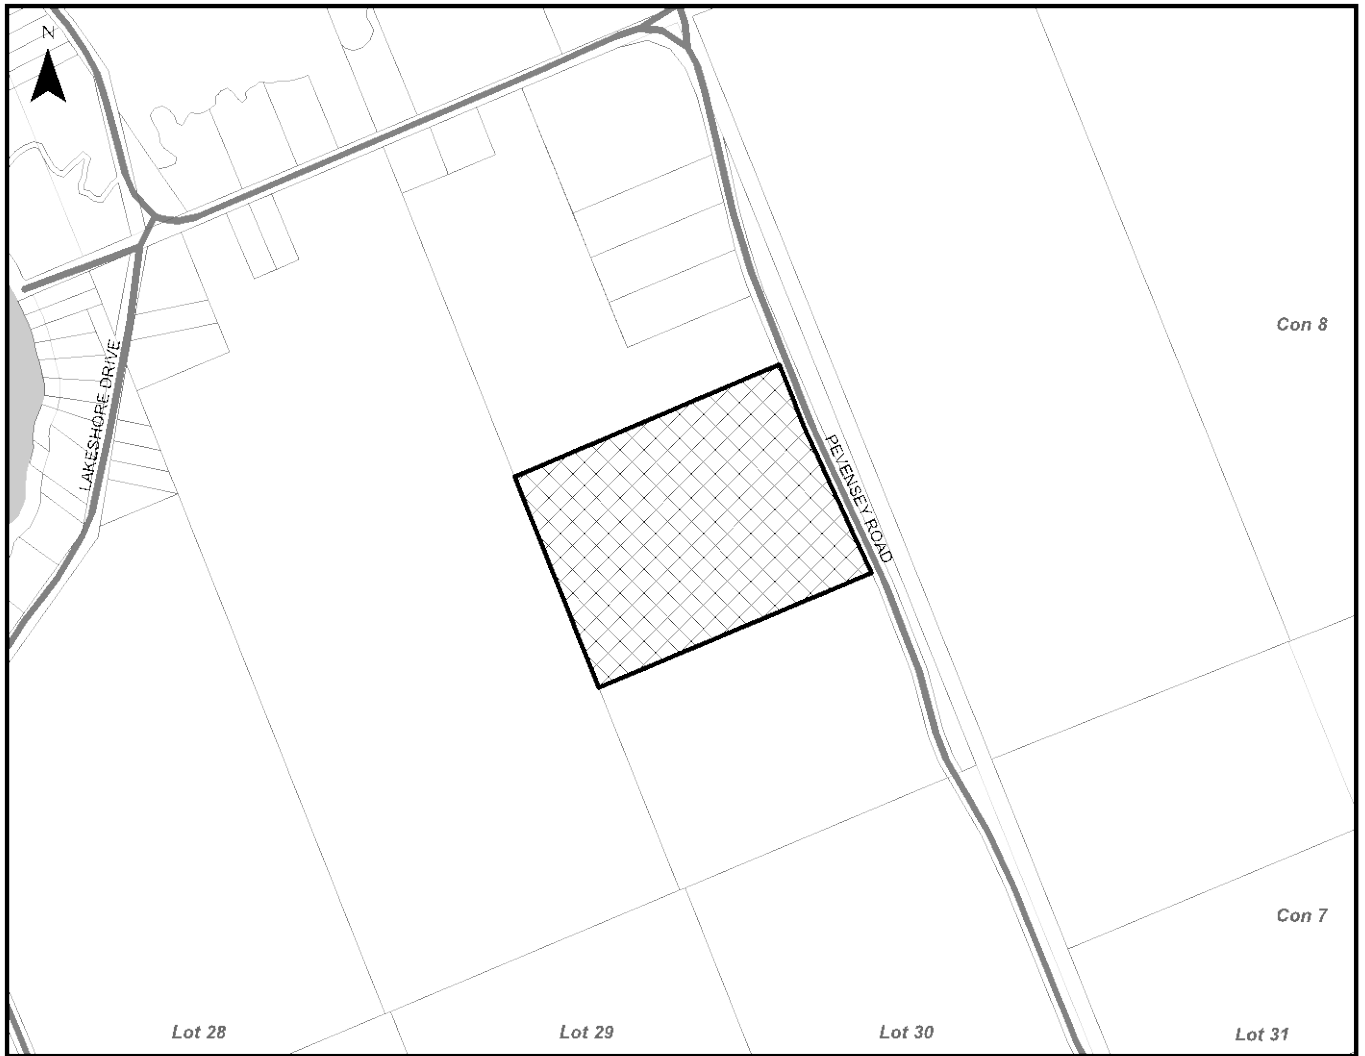 N
Con 8
LAKESHORE DRIVE
PEVENSEY ROAD
Con 7
Lot 28
Lot 29
Lot 30
Lot 31